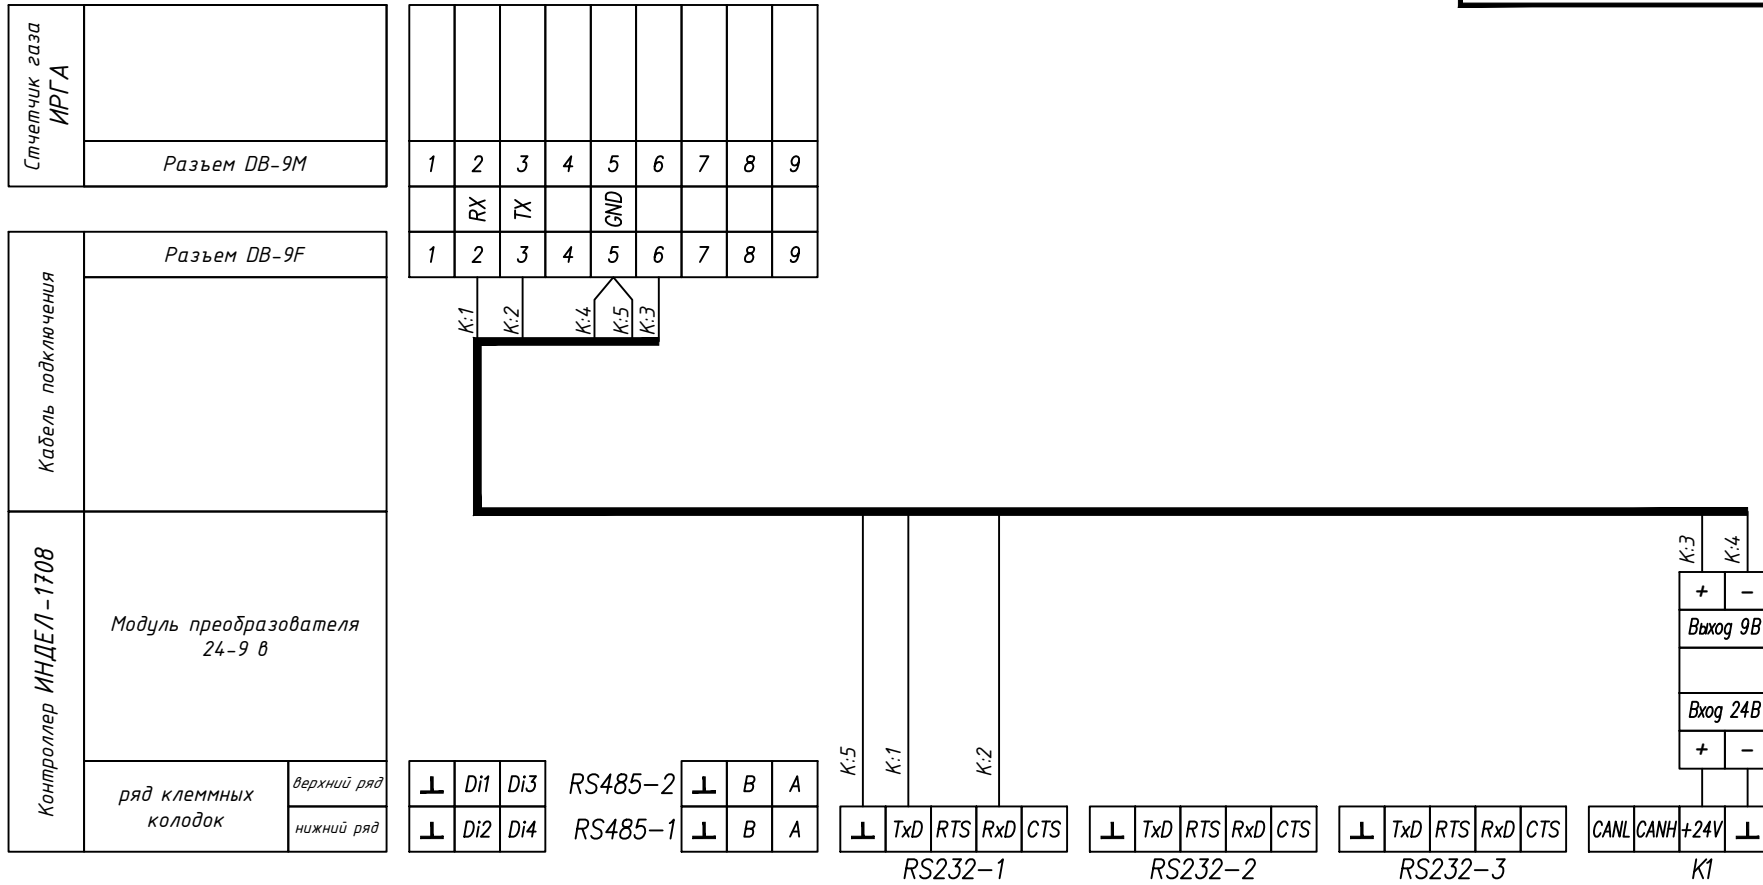 Стчетчик газа
ИРГА
Разъем DB-9M
1 2 3 4 5 6 7 8 9
RX TX GND
Разъем DB-9F
1 2 3 4 5 6 7 8 9
Кабель подключения
К:1 К:2 К:4 К:5 К:3
Контроллер ИНДЕЛ-1708
Модуль преобразователя
24-9 в
К:3 К:4
+ -
Выход 9В
Вход 24В
+ -
К:5 К:1 К:2
ряд клеммных
колодок
верхний ряд
нижний ряд
⊥ Di1 Di3 RS485-2 ⊥ B A
⊥ Di2 Di4 RS485-1 ⊥ B A
⊥ TxD RTS RxD CTS
RS232-1
⊥ TxD RTS RxD CTS
RS232-2
⊥ TxD RTS RxD CTS
RS232-3
CANL CANH +24V ⊥
K1